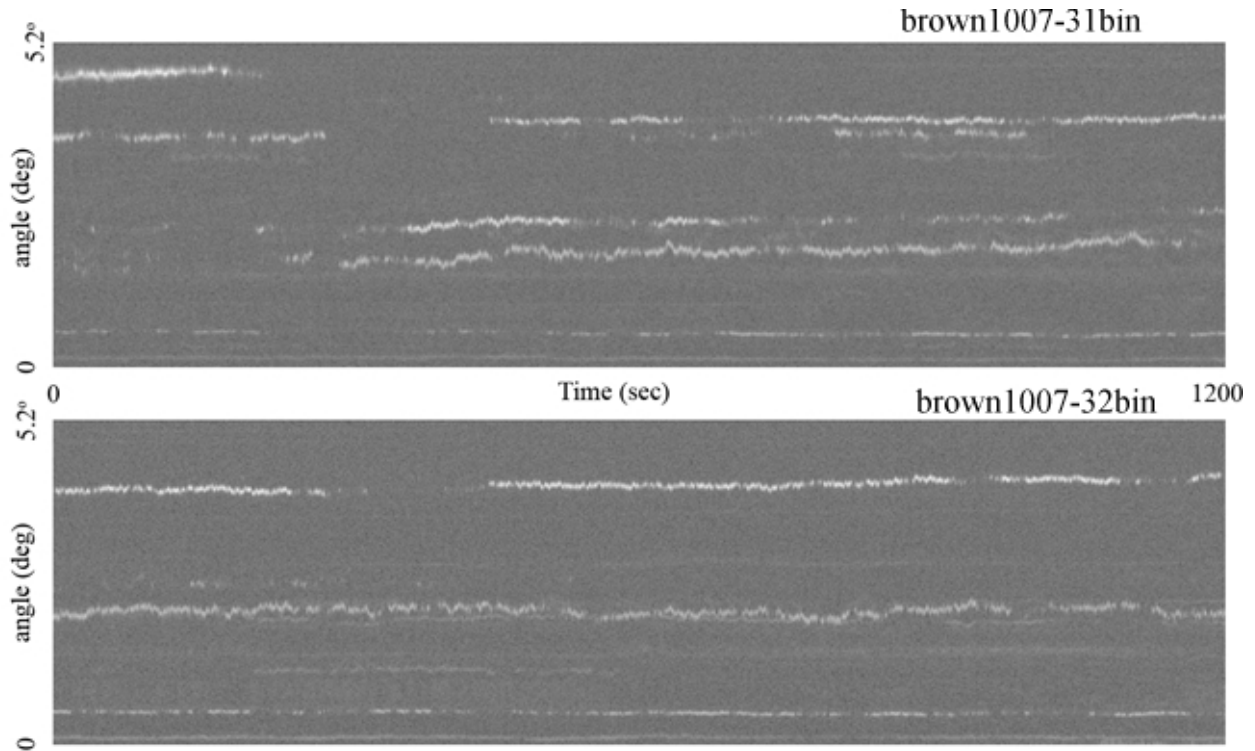 brown1007-31bin
5.2°
angle (deg)
0
0 Time (sec) 1200
brown1007-32bin
5.2°
angle (deg)
0